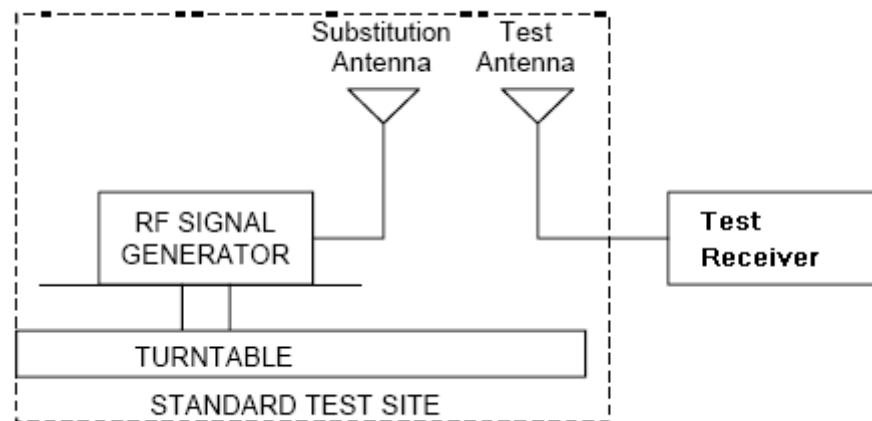 Substitution
Antenna
Test
Antenna
RF SIGNAL
GENERATOR
Test
Receiver
TURNTABLE
STANDARD TEST SITE